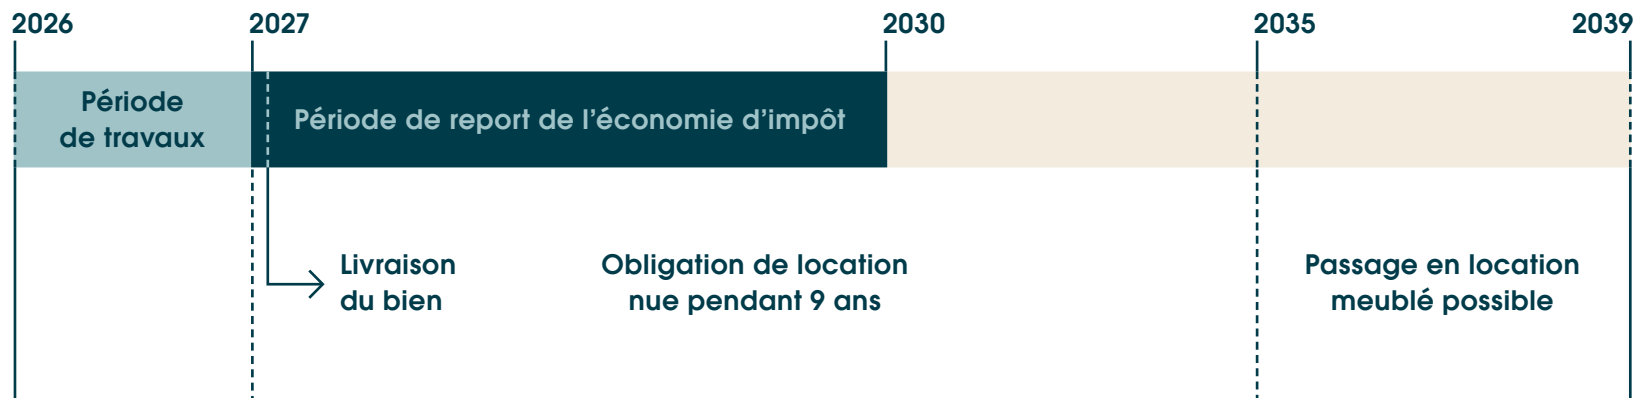 2026
2027
2030
2035
2039
Période
de travaux
Période de report de l’économie d’impôt
Livraison
du bien
Obligation de location
nue pendant 9 ans
Passage en location
meublé possible